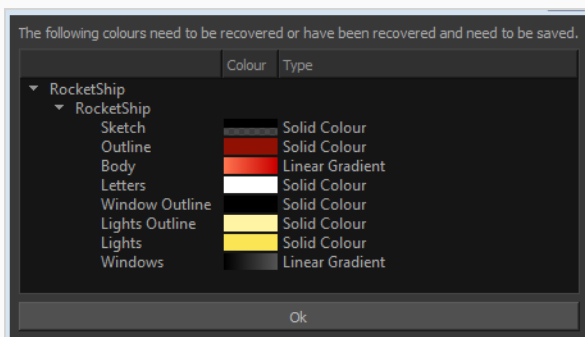 The following colours need to be recovered or have been recovered and need to be saved.
Colour Type
RocketShip
RocketShip
Sketch Solid Colour
Outline Solid Colour
Body Linear Gradient
Letters Solid Colour
Window Outline Solid Colour
Lights Outline Solid Colour
Lights Solid Colour
Windows Linear Gradient
Ok